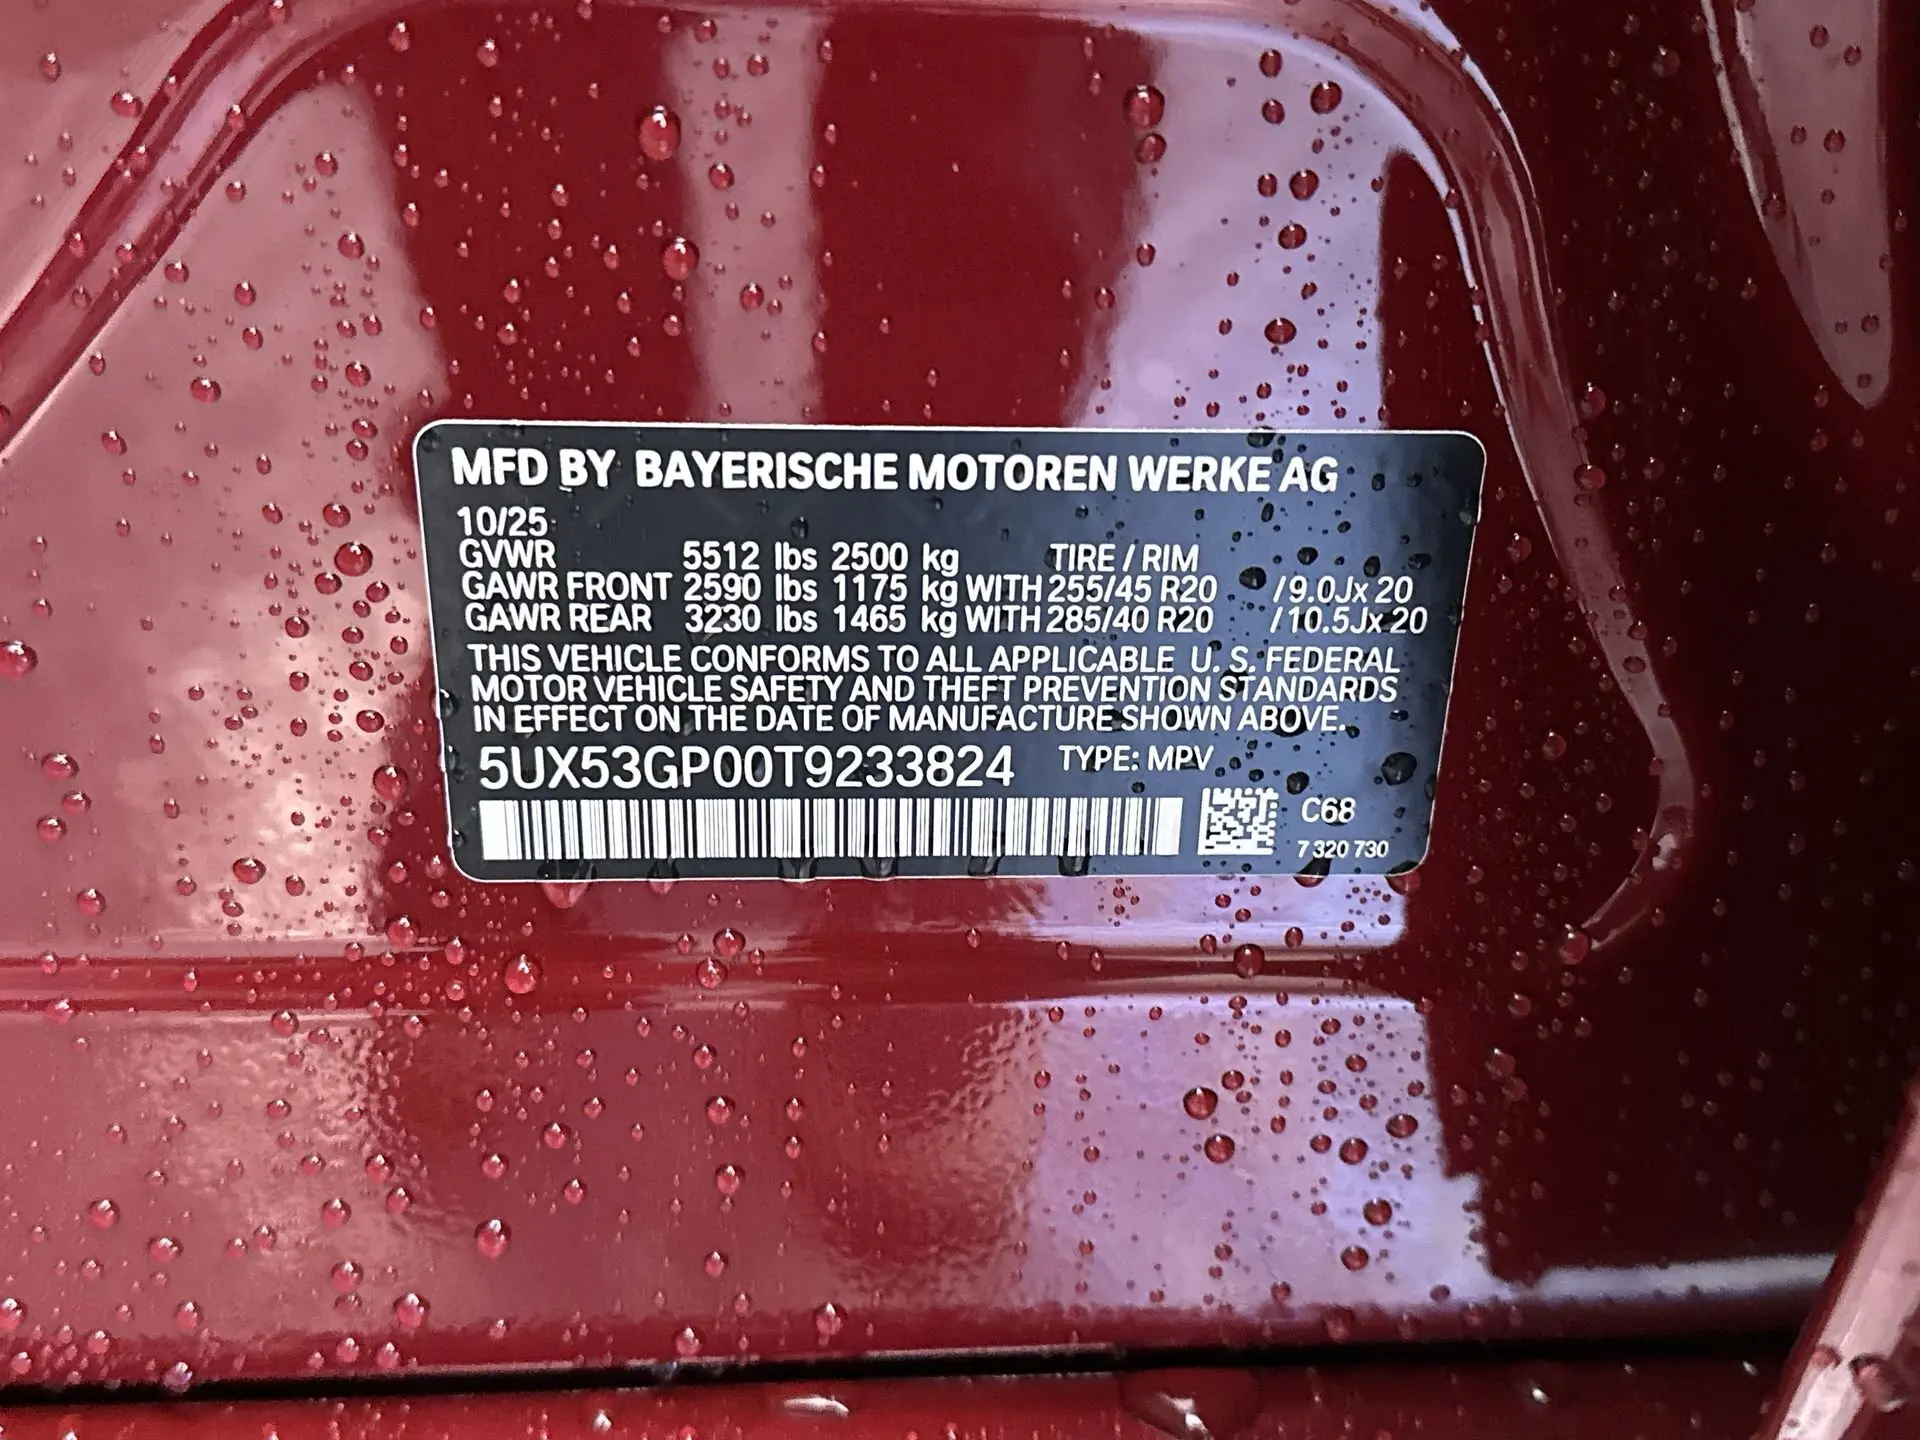 MFD BY BAYERISCHE MOTOREN WERKE AG
10/25
GVWR 5512 lbs 2500 kg TIRE / RIM
GAWR FRONT 2590 lbs 1175 kg WITH 255/45 R20 /9.0Jx 20
GAWR REAR 3230 lbs 1465 kg WITH 285/40 R20 /10.5Jx 20
THIS VEHICLE CONFORMS TO ALL APPLICABLE U. S. FEDERAL
MOTOR VEHICLE SAFETY AND THEFT PREVENTION STANDARDS
IN EFFECT ON THE DATE OF MANUFACTURE SHOWN ABOVE.
5UX53GP00T9233824 TYPE: MPV
C68
7 320 730